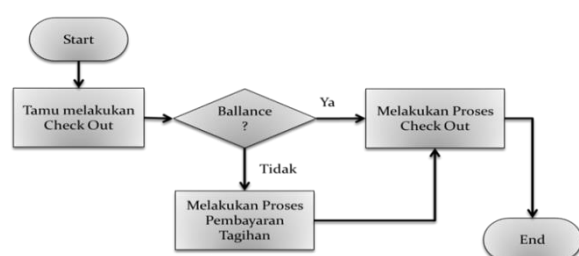 Start
Tamu melakukan
Check Out
Ballance
?
Ya
Melakukan Proses
Check Out
Tidak
Melakukan Proses
Pembayaran
Tagihan
End